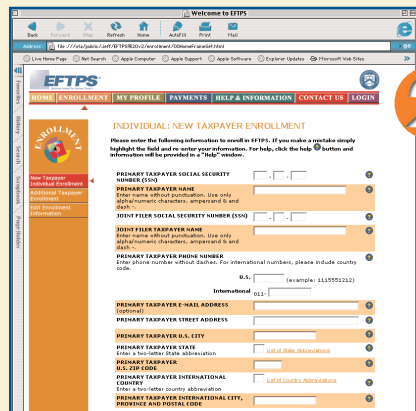 Welcome to EFTPS
Back Forward Stop Refresh Home AutoFill Print Mail
Address file:///iota/public/Jeff/EFTPS%20v2/enrollment/00HomeFrameSet.html go
Live Home Page Net Search Apple Computer Apple Support Apple Software Explorer Updates Microsoft Web Sites
Favorites
History
Search
Scrapbook
Page Holder
EFTPS
HOME ENROLLMENT MY PROFILE PAYMENTS HELP & INFORMATION CONTACT US LOGIN
ENROLLMENT
New Taxpayer
Individual Enrollment
Additional Taxpayer
Enrollment
Edit Enrollment
Information
INDIVIDUAL: NEW TAXPAYER ENROLLMENT
Please enter the following information to enroll in EFTPS. If you make a mistake simply
highlight the field and re-enter your information. For help, click the help ? button and
information will be provided in a "Help" window.
PRIMARY TAXPAYER SOCIAL SECURITY
NUMBER (SSN) - -
PRIMARY TAXPAYER NAME
Enter name without punctuation. Use only
alpha/numeric characters, ampersand & and
dash -.
JOINT FILER SOCIAL SECURITY NUMBER (SSN) - -
JOINT FILER TAXPAYER NAME
Enter name without punctuation. Use only
alpha/numeric characters, ampersand & and
dash -.
PRIMARY TAXPAYER PHONE NUMBER
Enter phone number without dashes. For international numbers, please include country
code.
U.S. (example: 1115551212)
International 011-
PRIMARY TAXPAYER E-MAIL ADDRESS
(optional)
PRIMARY TAXPAYER STREET ADDRESS
PRIMARY TAXPAYER U.S. CITY
PRIMARY TAXPAYER STATE
Enter a two-letter State abbreviation List of State Abbreviations
PRIMARY TAXPAYER
U.S. ZIP CODE
PRIMARY TAXPAYER INTERNATIONAL
COUNTRY List of Country Abbreviations
Enter a two-letter country abbreviation
PRIMARY TAXPAYER INTERNATIONAL CITY,
PROVINCE AND POSTAL CODE